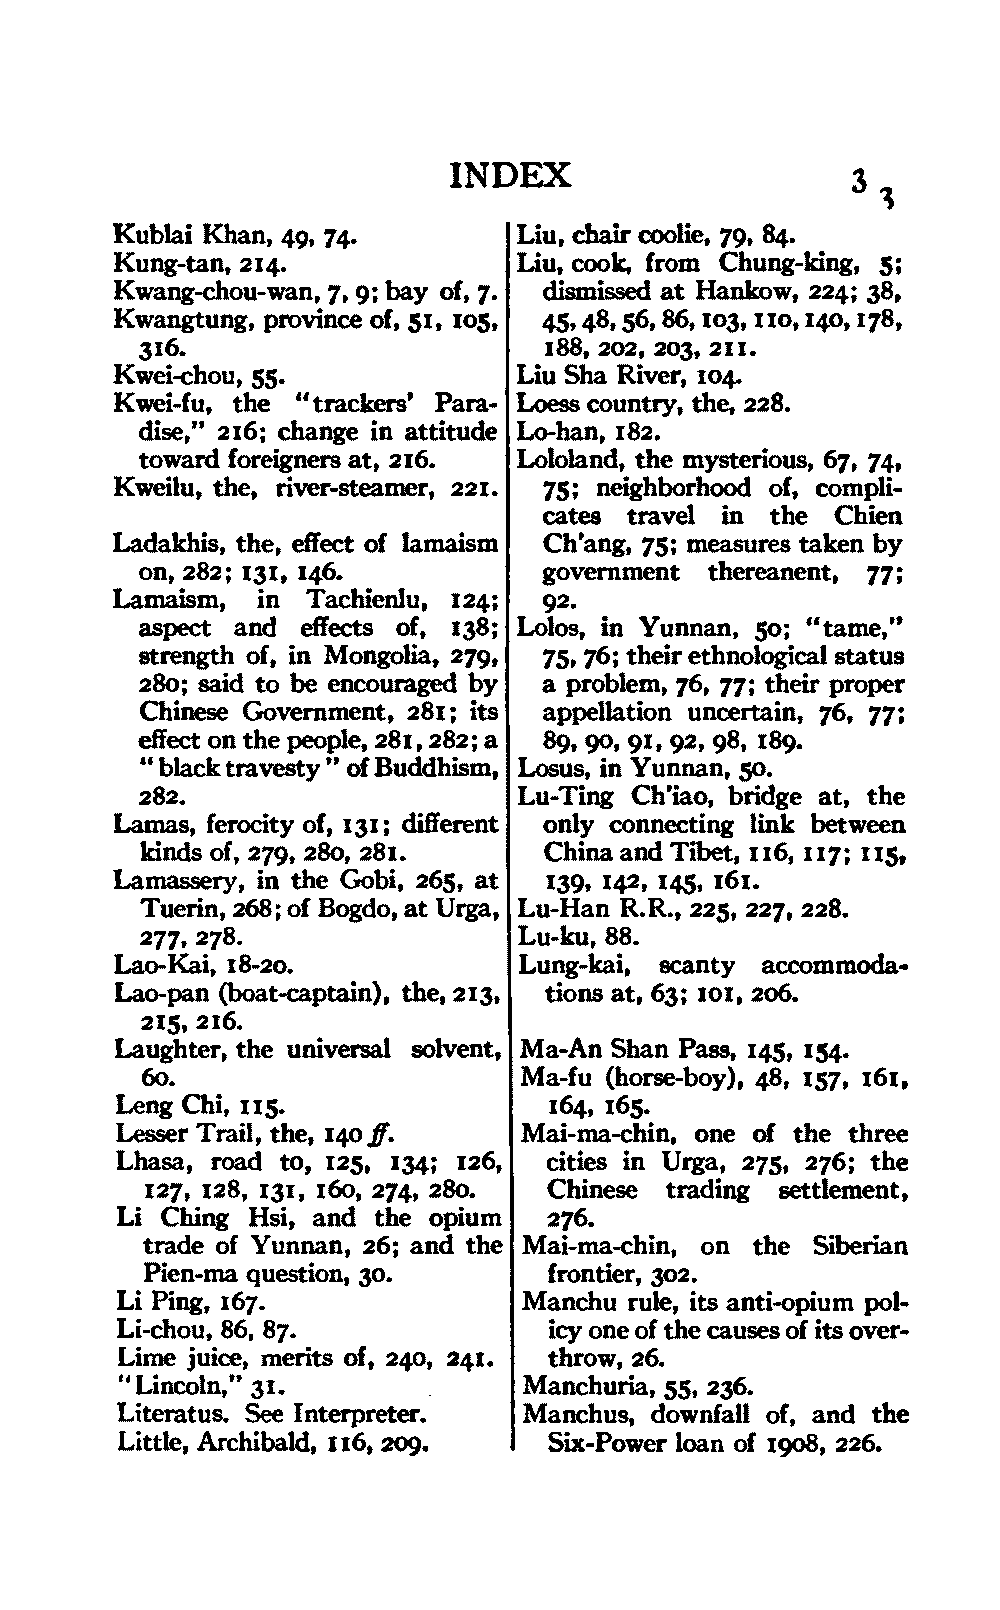 INDEX 3 3
Kublai Khan, 49, 74.
Kung-tan, 214.
Kwang-chou-wan, 7, 9; bay of, 7.
Kwangtung, province of, 51, 105,
316.
Kwei-chou, 55.
Kwei-fu, the "trackers' Para-
dise," 216; change in attitude
toward foreigners at, 216.
Kweilu, the, river-steamer, 221.
Ladakhis, the, effect of lamaism
on, 282; 131, 146.
Lamaism, in Tachienlu, 124;
aspect and effects of, 138;
strength of, in Mongolia, 279,
280; said to be encouraged by
Chinese Government, 281; its
effect on the people, 281, 282; a
"black travesty" of Buddhism,
282.
Lamas, ferocity of, 131; different
kinds of, 279, 280, 281.
Lamassery, in the Gobi, 265, at
Tuerin, 268; of Bogdo, at Urga,
277, 278.
Lao-Kai, 18-20.
Lao-pan (boat-captain), the, 213,
215, 216.
Laughter, the universal solvent,
60.
Leng Chi, 115.
Lesser Trail, the, 140 ff.
Lhasa, road to, 125, 134; 126,
127, 128, 131, 160, 274, 280.
Li Ching Hsi, and the opium
trade of Yunnan, 26; and the
Pien-ma question, 30.
Li Ping, 167.
Li-chou, 86, 87.
Lime juice, merits of, 240, 241.
"Lincoln," 31.
Literatus. See Interpreter.
Little, Archibald, 116, 209.
Liu, chair coolie, 79, 84.
Liu, cook, from Chung-king, 5;
dismissed at Hankow, 224; 38,
45, 48, 56, 86, 103, 110, 140, 178,
188, 202, 203, 211.
Liu Sha River, 104.
Loess country, the, 228.
Lo-han, 182.
Lololand, the mysterious, 67, 74,
75; neighborhood of, compli-
cates travel in the Chien
Ch'ang, 75; measures taken by
government thereanent, 77;
92.
Lolos, in Yunnan, 50; "tame,"
75, 76; their ethnological status
a problem, 76, 77; their proper
appellation uncertain, 76, 77;
89, 90, 91, 92, 98, 189.
Losus, in Yunnan, 50.
Lu-Ting Ch'iao, bridge at, the
only connecting link between
China and Tibet, 116, 117; 115,
139, 142, 145, 161.
Lu-Han R.R., 225, 227, 228.
Lu-ku, 88.
Lung-kai, scanty accommoda-
tions at, 63; 101, 206.
Ma-An Shan Pass, 145, 154.
Ma-fu (horse-boy), 48, 157, 161,
164, 165.
Mai-ma-chin, one of the three
cities in Urga, 275, 276; the
Chinese trading settlement,
276.
Mai-ma-chin, on the Siberian
frontier, 302.
Manchu rule, its anti-opium pol-
icy one of the causes of its over-
throw, 26.
Manchuria, 55, 236.
Manchus, downfall of, and the
Six-Power loan of 1908, 226.